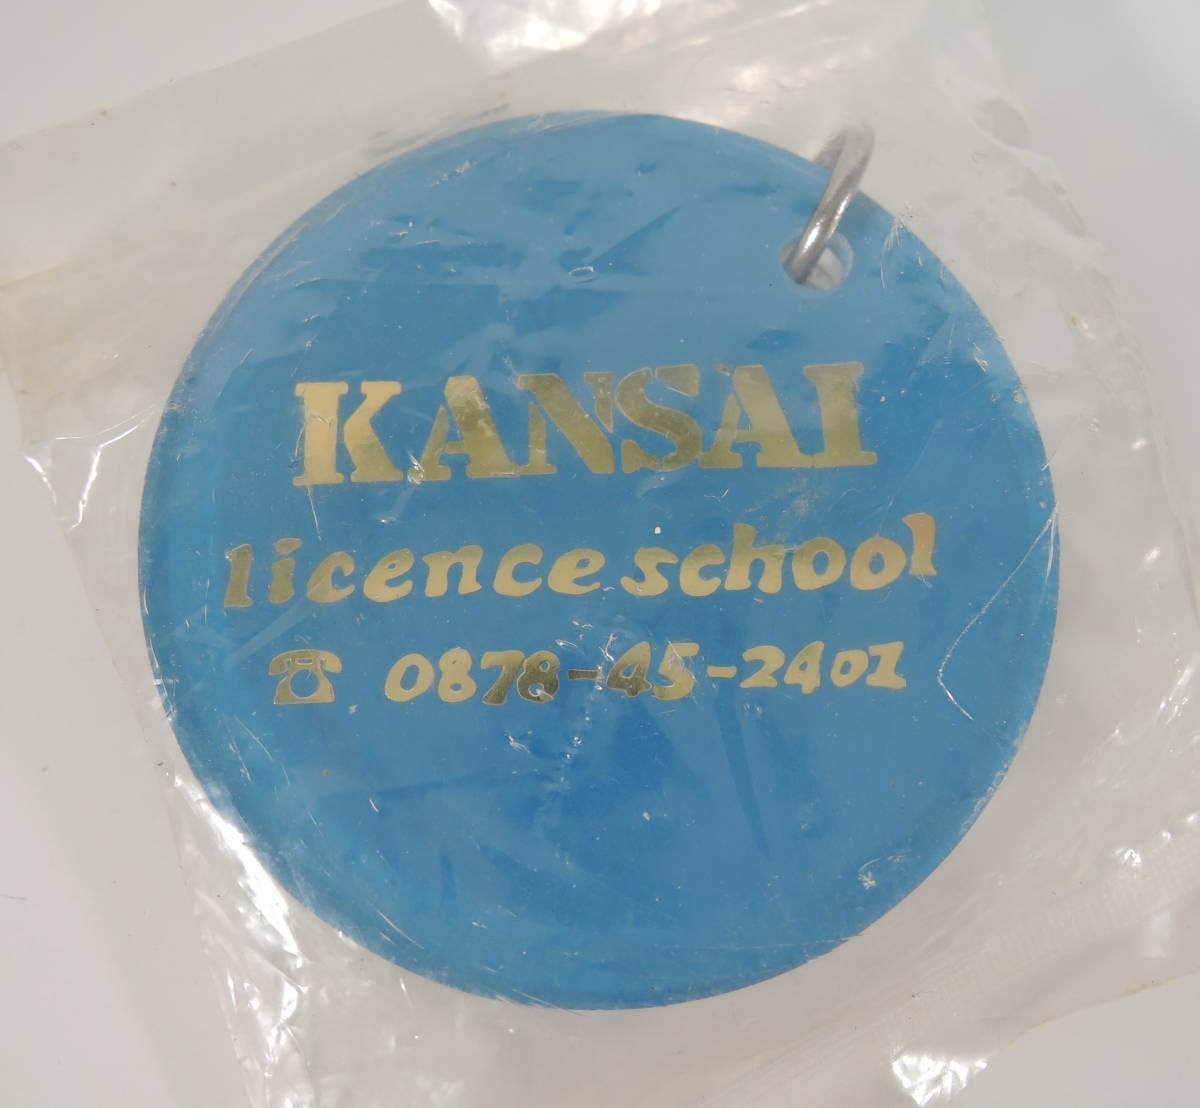 KANSAI
licence school
☎ 0878-45-2401